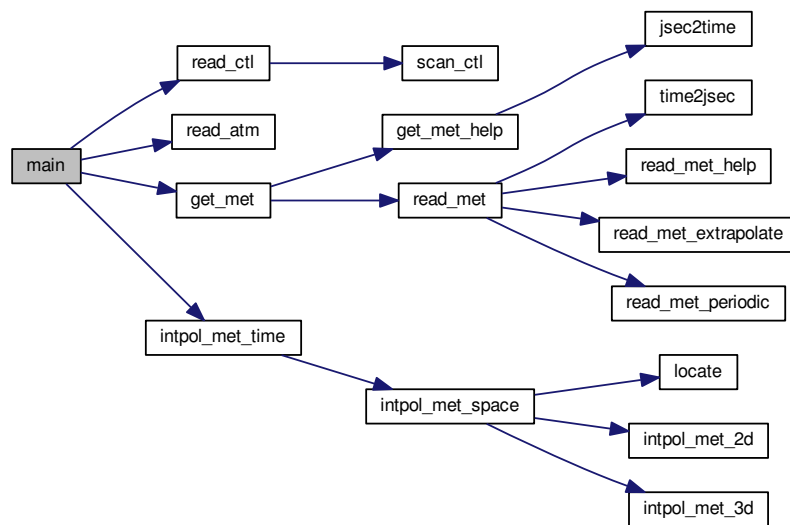 main
read_ctl
read_atm
get_met
intpol_met_time
scan_ctl
get_met_help
read_met
intpol_met_space
jsec2time
time2jsec
read_met_help
read_met_extrapolate
read_met_periodic
locate
intpol_met_2d
intpol_met_3d